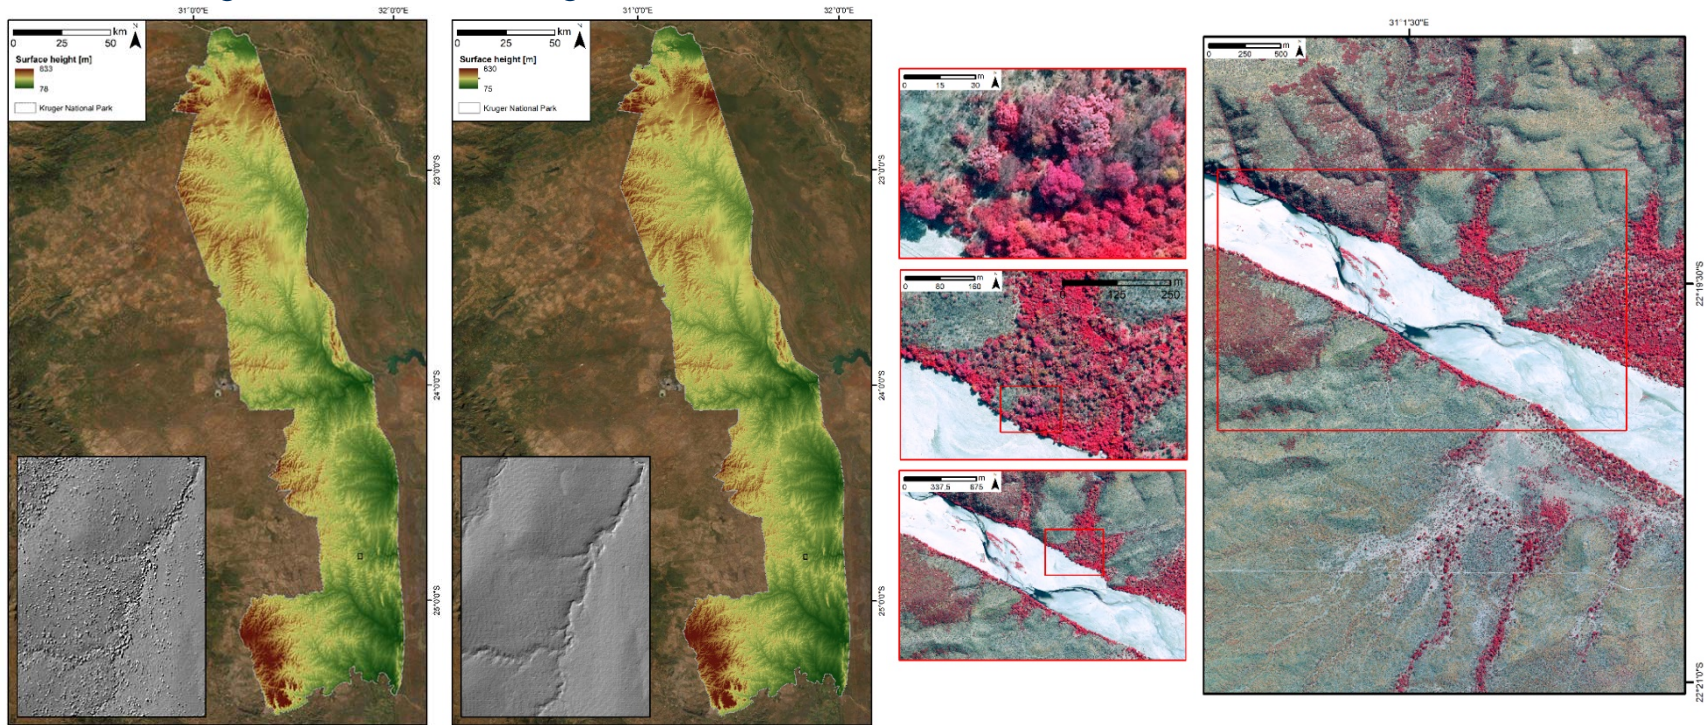 31°0'0"E
32°0'0"E
N
km
0 25 50
Surface height [m]
633
78
Kruger National Park
23°0'0"S
24°0'0"S
25°0'0"S
31°0'0"E
32°0'0"E
N
km
0 25 50
Surface height [m]
630
75
Kruger National Park
23°0'0"S
24°0'0"S
25°0'0"S
m
0 15 30
m
0 80 160
m
0 125 250
m
0 337.5 675
31°1'30"E
m
0 250 500
22°19'30"S
22°21'0"S